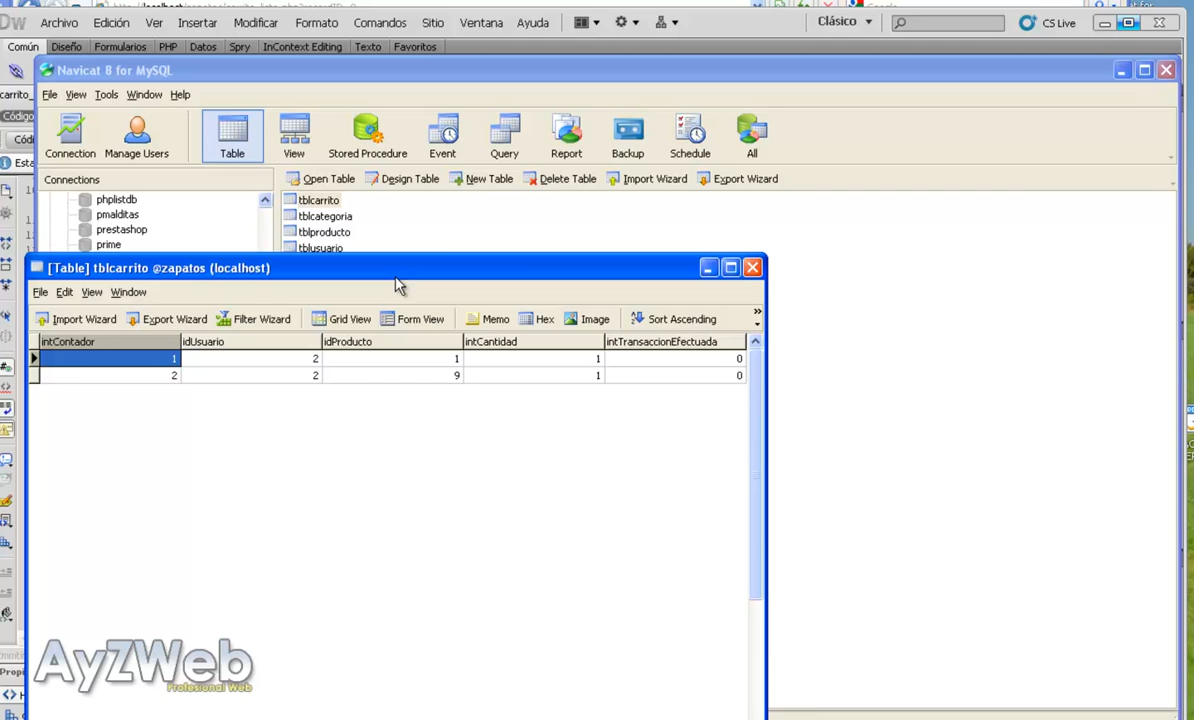 Dw Archivo Edición Ver Insertar Modificar Formato Comandos Sitio Ventana Ayuda Clásico CS Live
Común Diseño Formularios PHP Datos Spry InContext Editing Texto Favoritos
Navicat 8 for MySQL
File View Tools Window Help
Connection Manage Users Table View Stored Procedure Event Query Report Backup Schedule All
Connections Open Table Design Table New Table Delete Table Import Wizard Export Wizard
phplistdb tblcarrito
pmalditas tblcategoria
prestashop tblproducto
prime tblusuario
[Table] tblcarrito @zapatos (localhost)
File Edit View Window
Import Wizard Export Wizard Filter Wizard Grid View Form View Memo Hex Image Sort Ascending »
intContador idUsuario idProducto intCantidad intTransaccionEfectuada
1 2 1 1 0
2 2 9 1 0
AyZWeb
Profesional Web